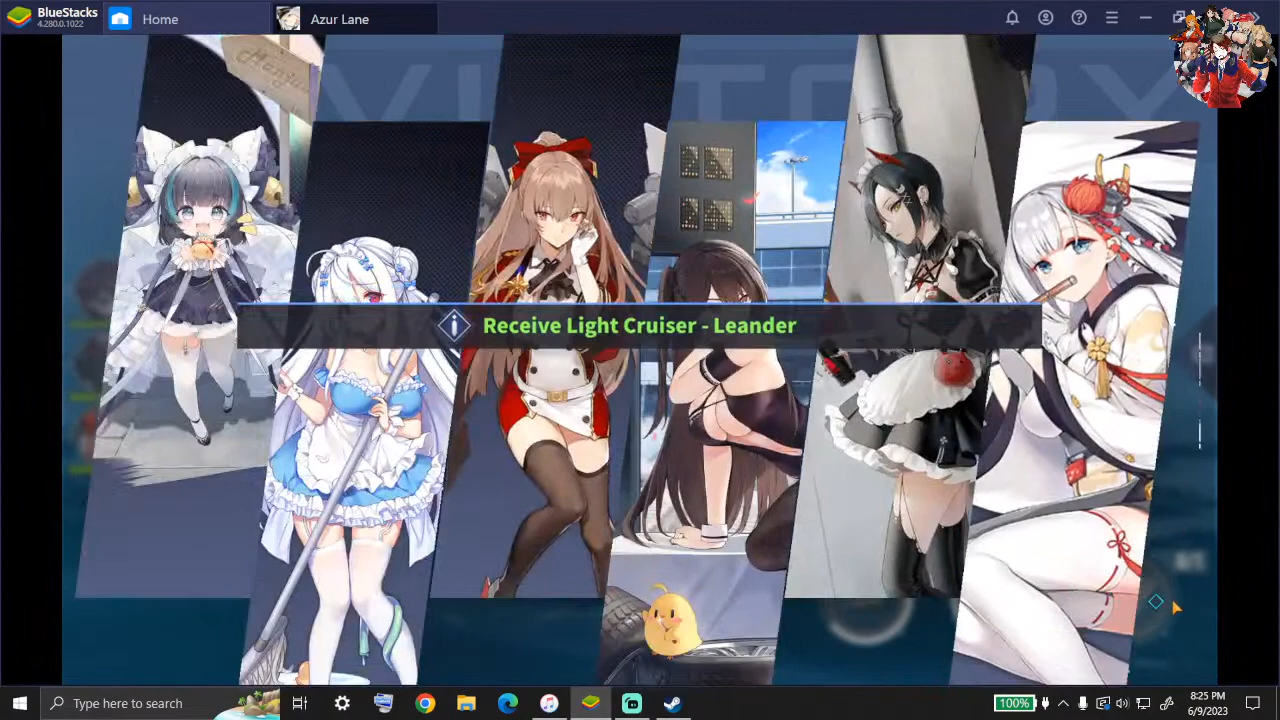 BlueStacks
4.280.0.1022
Home
Azur Lane
VICTORY
Receive Light Cruiser - Leander
Type here to search
100%
8:25 PM
6/9/2023